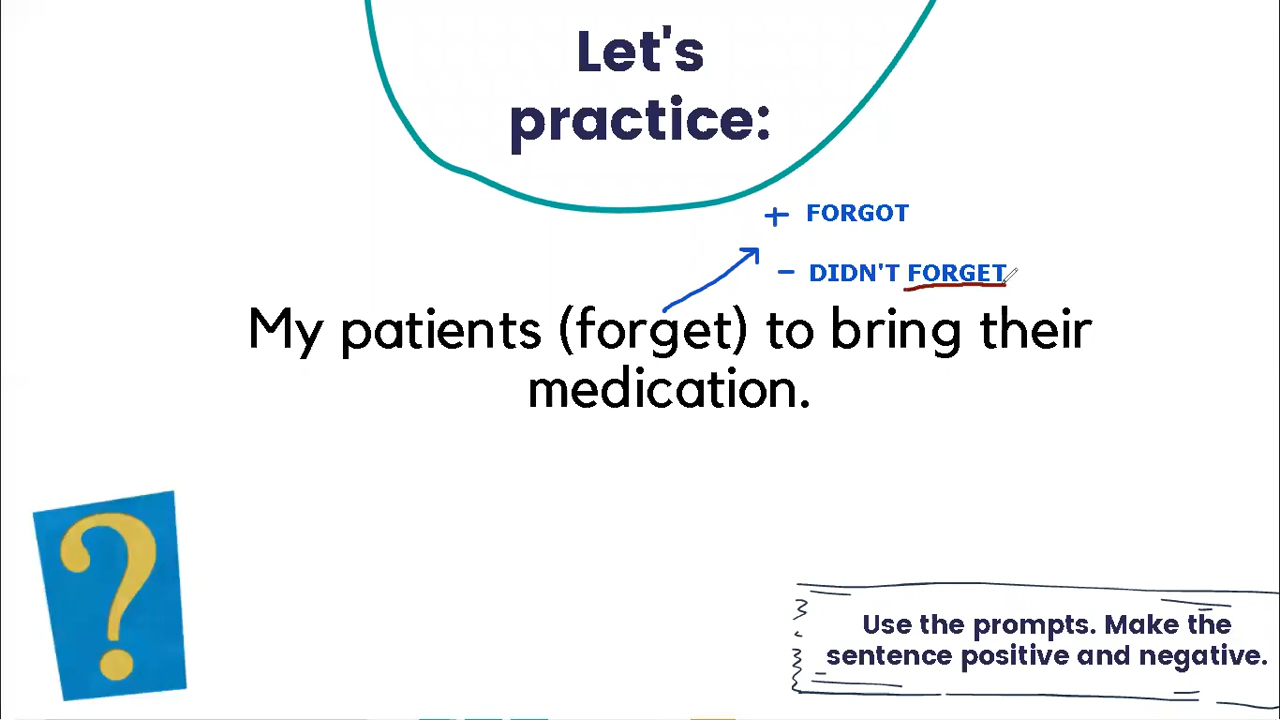 Let's
practice:
+ FORGOT
- DIDN'T FORGET
My patients (forget) to bring their
medication.
?
Use the prompts. Make the
sentence positive and negative.